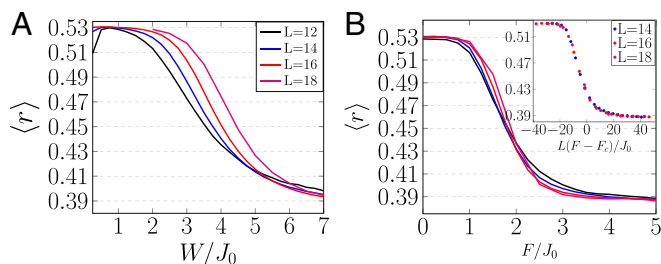 A
B
0.53
0.51
0.49
0.47
0.45
0.43
0.41
0.39
⟨r⟩
1 2 3 4 5 6 7
W/J₀
L=12
L=14
L=16
L=18
0.53
0.51
0.49
0.47
0.45
0.43
0.41
0.39
⟨r⟩
0 1 2 3 4 5
F/J₀
0.51
0.47
0.43
0.39
−40 −20 0 20 40
L(F − F_c)/J₀
L=14
L=16
L=18